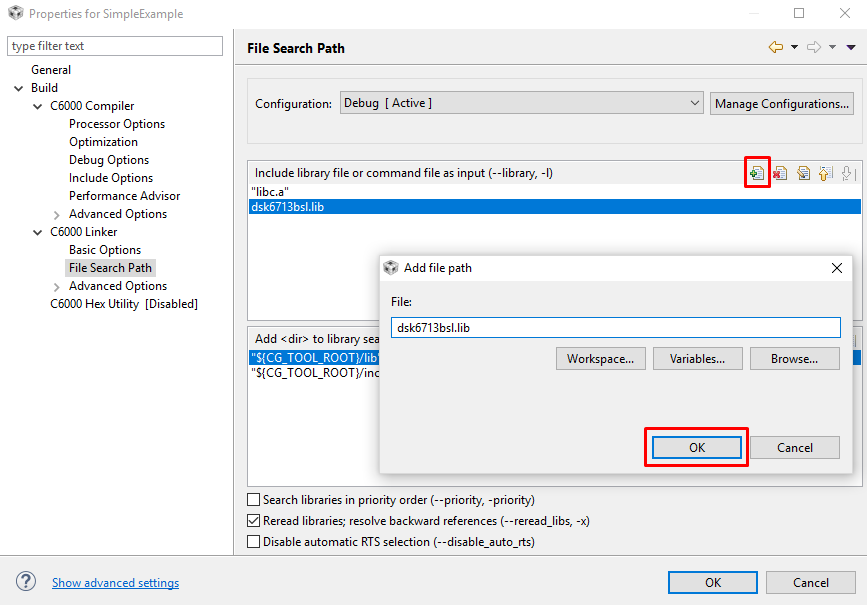 Properties for SimpleExample
type filter text
General
Build
C6000 Compiler
Processor Options
Optimization
Debug Options
Include Options
Performance Advisor
Advanced Options
C6000 Linker
Basic Options
File Search Path
Advanced Options
C6000 Hex Utility [Disabled]
File Search Path
Configuration: Debug [ Active ] Manage Configurations...
Include library file or command file as input (--library, -l)
"libc.a"
dsk6713bsl.lib
Add <dir> to library sea
"${CG_TOOL_ROOT}/lib"
"${CG_TOOL_ROOT}/inc
Add file path
File:
dsk6713bsl.lib
Workspace... Variables... Browse...
OK Cancel
Search libraries in priority order (--priority, -priority)
Reread libraries; resolve backward references (--reread_libs, -x)
Disable automatic RTS selection (--disable_auto_rts)
? Show advanced settings OK Cancel